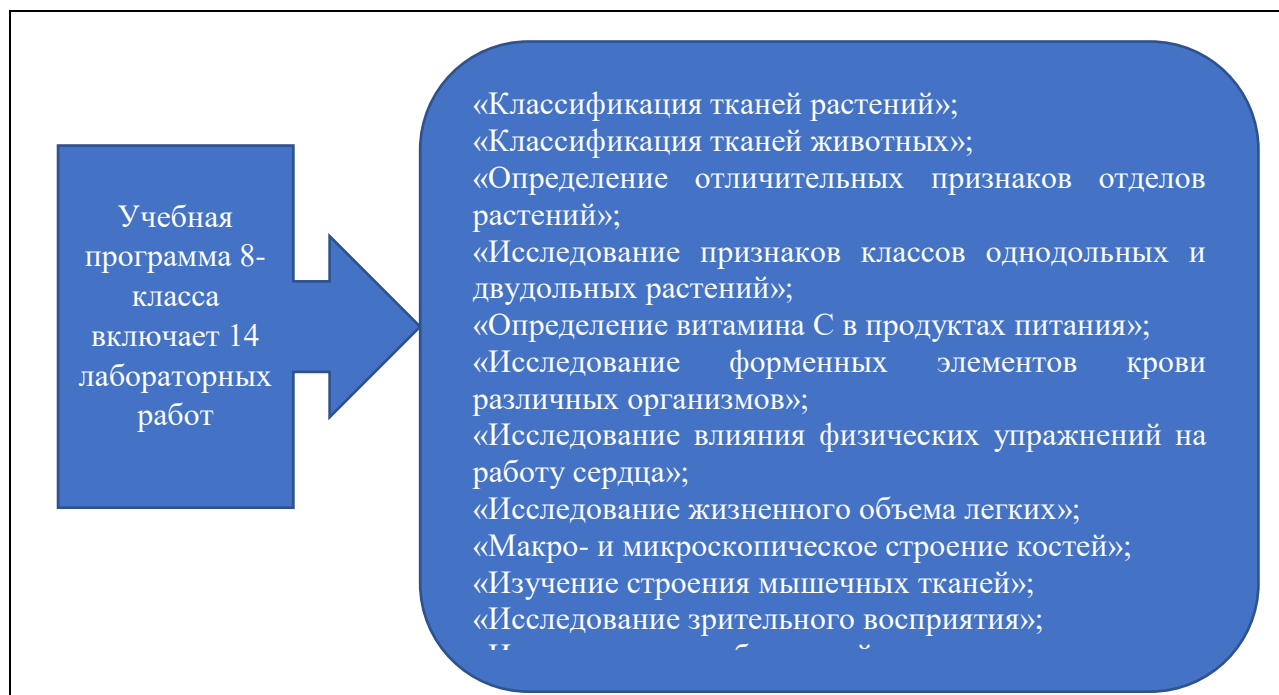 Учебная
программа 8-
класса
включает 14
лабораторных
работ
«Классификация тканей растений»;
«Классификация тканей животных»;
«Определение отличительных признаков отделов
растений»;
«Исследование признаков классов однодольных и
двудольных растений»;
«Определение витамина С в продуктах питания»;
«Исследование форменных элементов крови
различных организмов»;
«Исследование влияния физических упражнений на
работу сердца»;
«Исследование жизненного объема легких»;
«Макро- и микроскопическое строение костей»;
«Изучение строения мышечных тканей»;
«Исследование зрительного восприятия»;